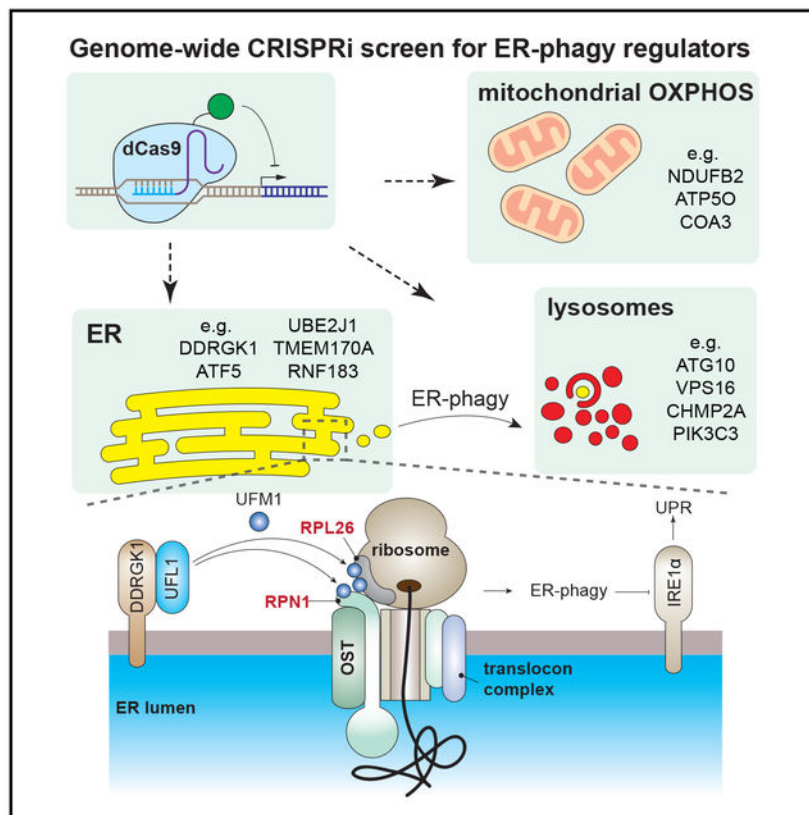 Genome-wide CRISPRi screen for ER-phagy regulators
dCas9
mitochondrial OXPHOS
e.g.
NDUFB2
ATP5O
COA3
ER
e.g.
DDRGK1
ATF5
UBE2J1
TMEM170A
RNF183
ER-phagy
lysosomes
e.g.
ATG10
VPS16
CHMP2A
PIK3C3
UFM1
RPL26
ribosome
UPR
DDRGK1
UFL1
RPN1
ER-phagy
IRE1α
OST
translocon
complex
ER lumen